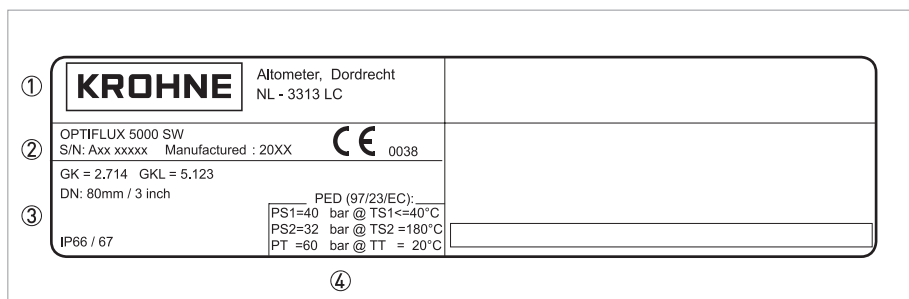 ①
KROHNE
Altometer, Dordrecht
NL - 3313 LC
②
OPTIFLUX 5000 SW
S/N: Axx xxxxx Manufactured : 20XX
CE 0038
③
GK = 2.714 GKL = 5.123
DN: 80mm / 3 inch
PED (97/23/EC):
PS1=40 bar @ TS1<=40°C
PS2=32 bar @ TS2 =180°C
PT =60 bar @ TT = 20°C
IP66 / 67
④